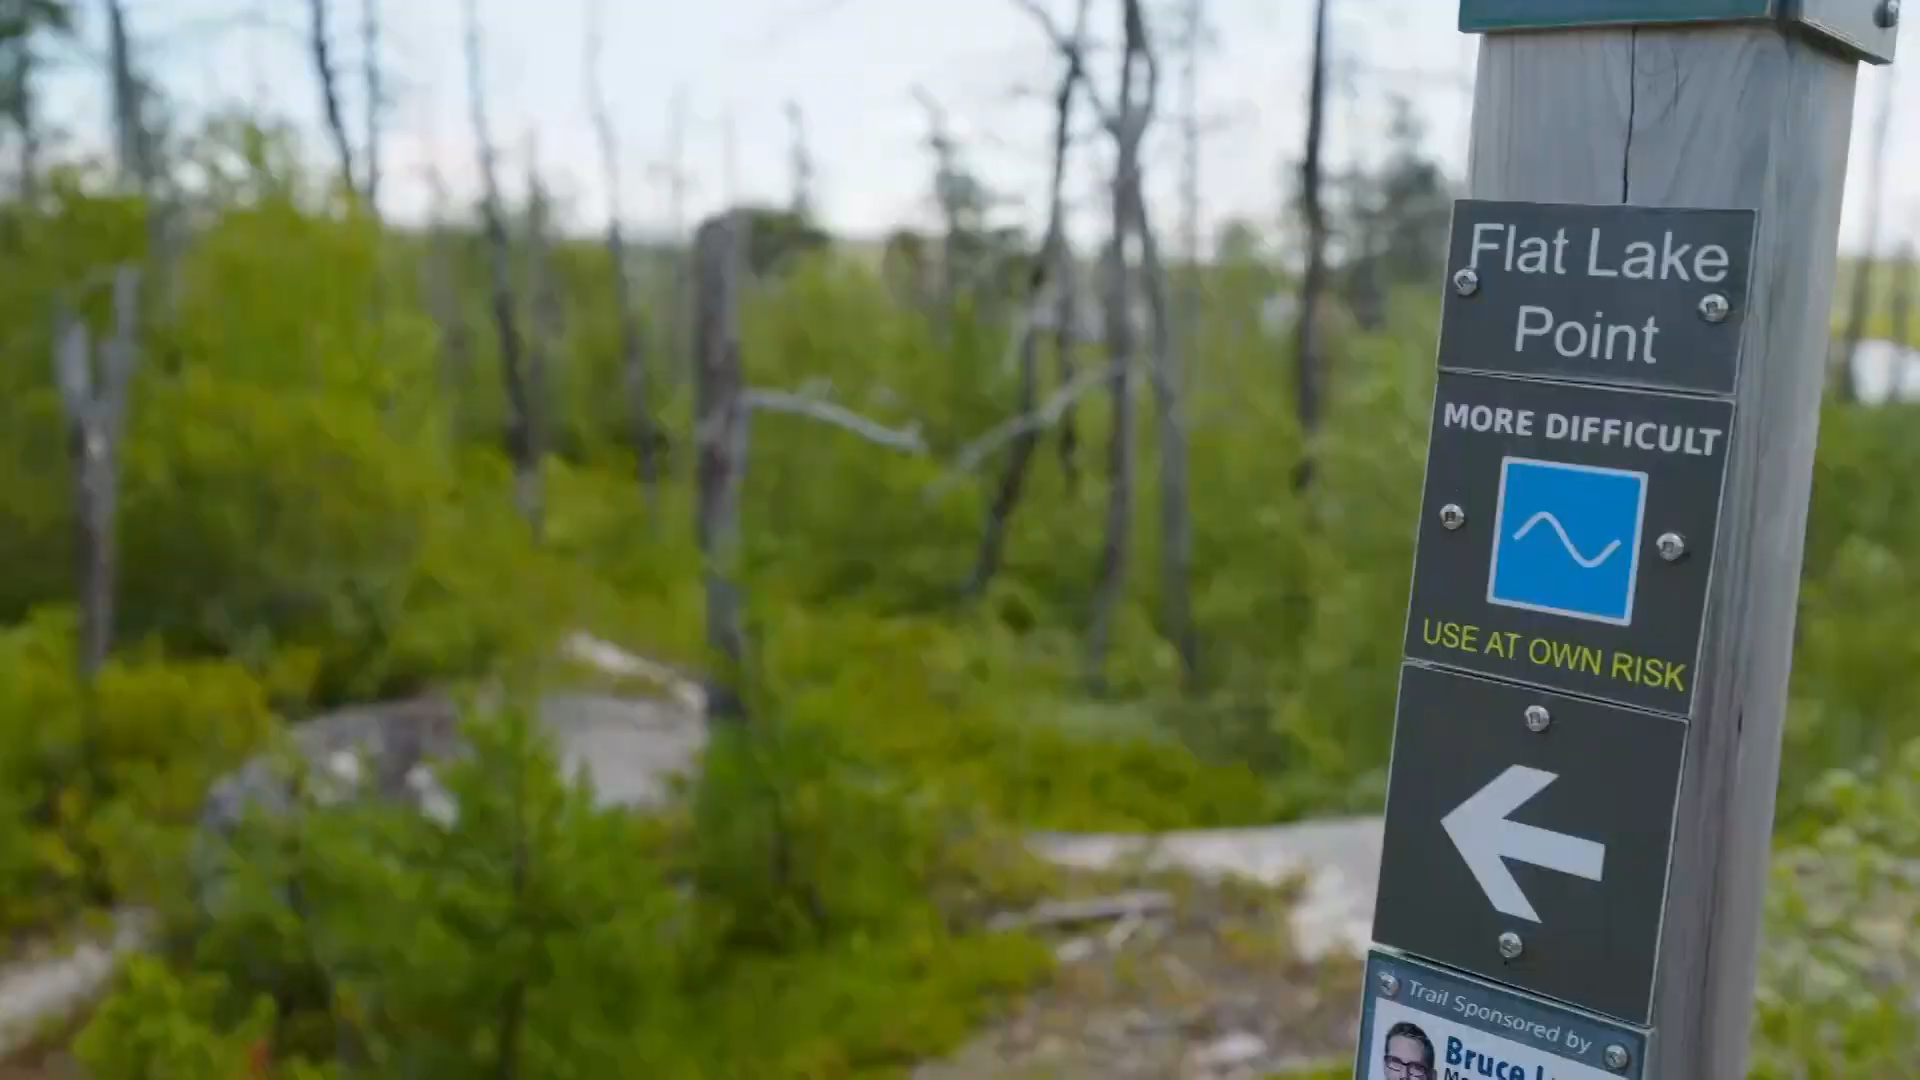 Flat Lake
Point
MORE DIFFICULT
USE AT OWN RISK
Trail Sponsored by
Bruce